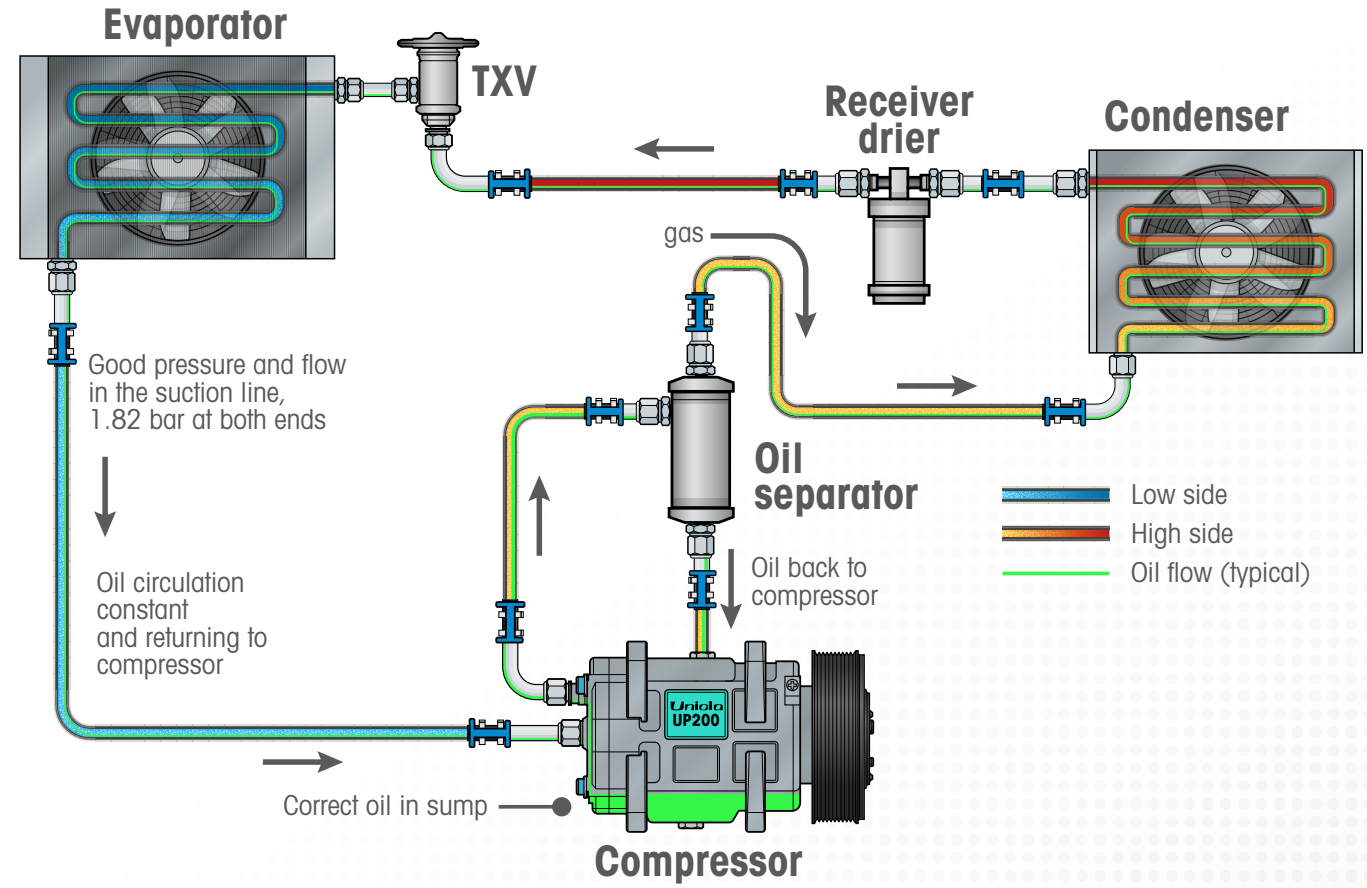 Evaporator
TXV
Receiver
drier
Condenser
gas
Good pressure and flow
in the suction line,
1.82 bar at both ends
Oil
separator
Low side
High side
Oil flow (typical)
Oil circulation
constant
and returning to
compressor
Oil back to
compressor
Unicla
UP200
Correct oil in sump
Compressor